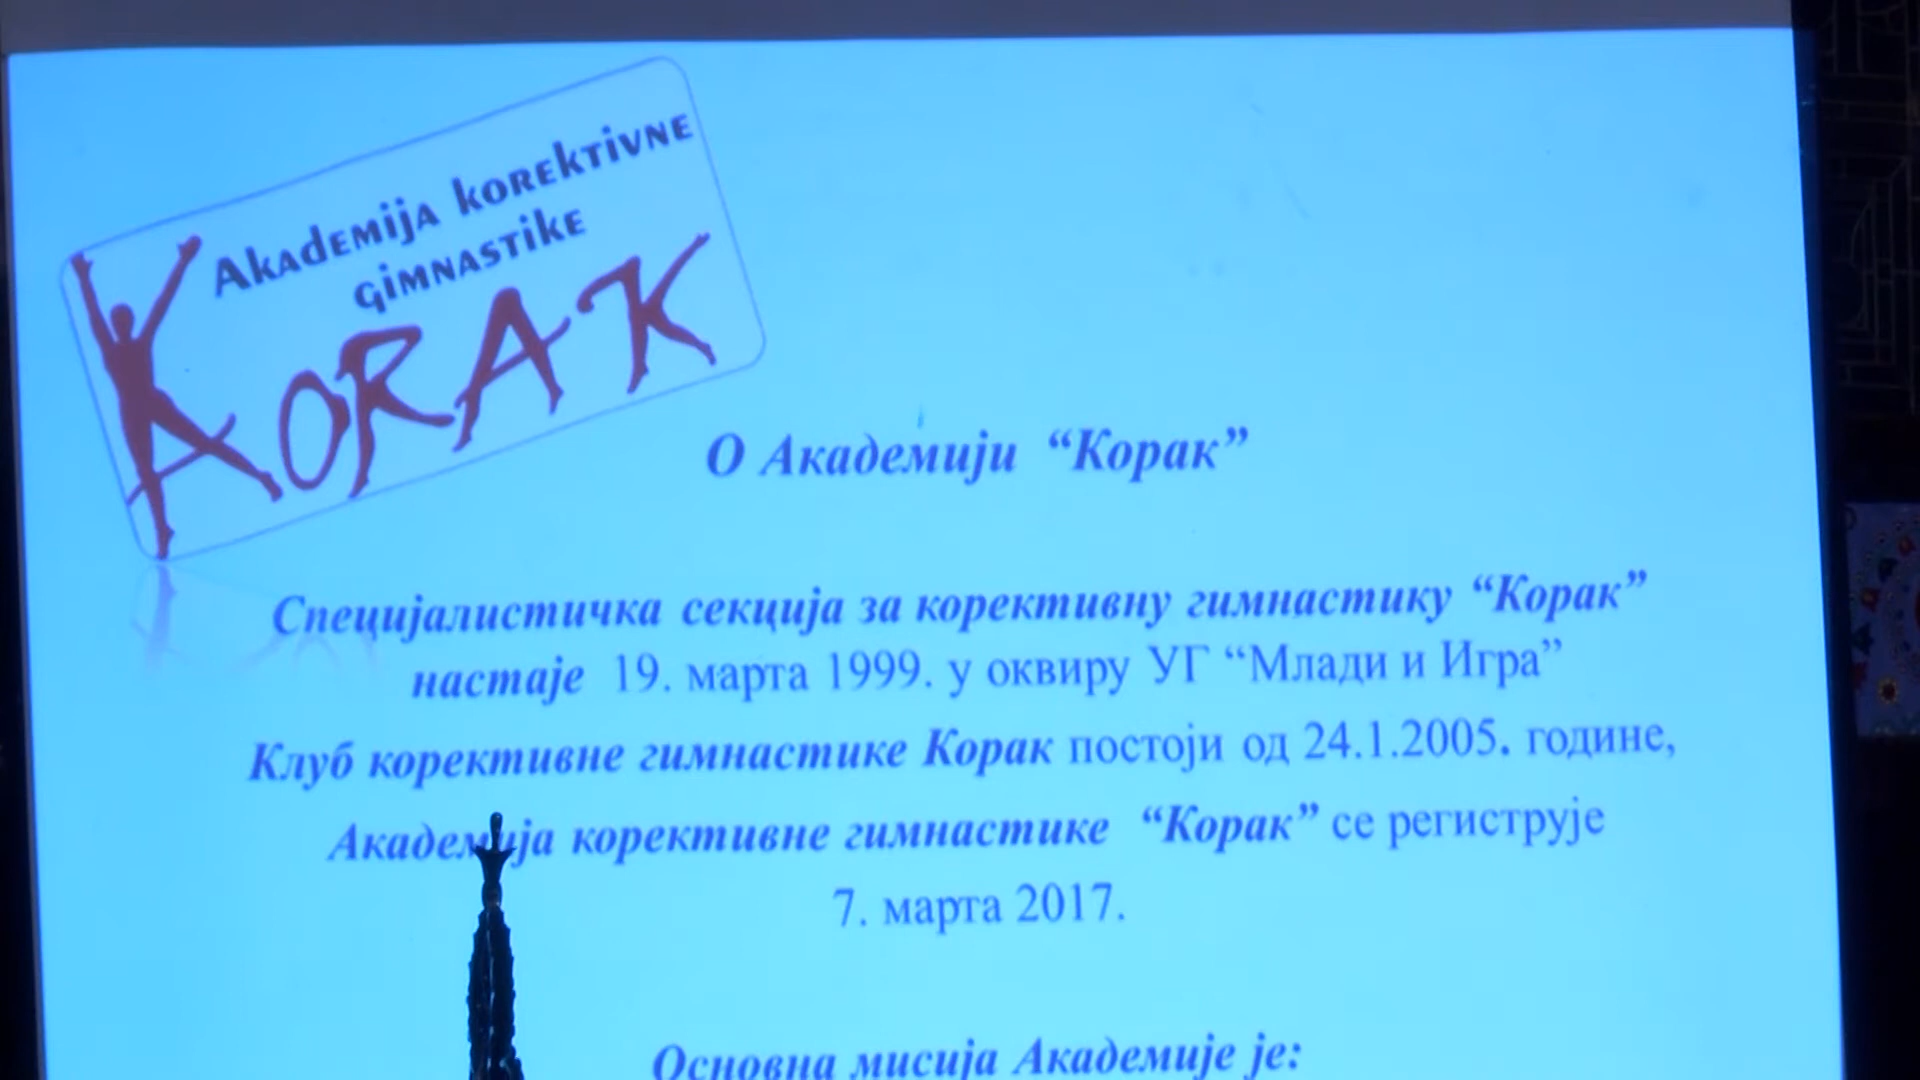 Akademija korektivne
gimnastike
KORAK
О Академији “Корак”
Специјалистичка секција за корективну гимнастику “Корак”
настаје 19. марта 1999. у оквиру УГ “Млади и Игра”
Клуб корективне гимнастике Корак постоји од 24.1.2005. године,
Академија корективне гимнастике “Корак” се региструје
7. марта 2017.
Основна мисија Академије је: